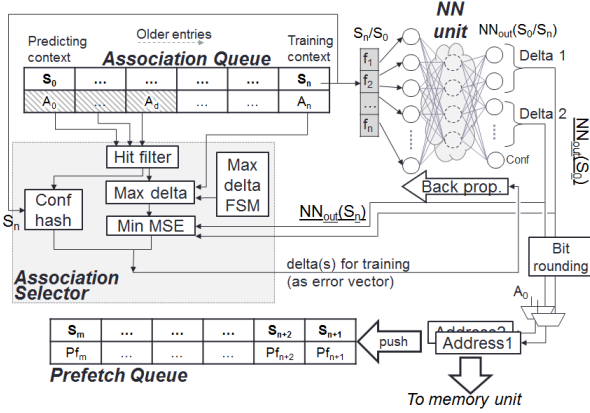 Predicting context
Older entries
Association Queue
Training context
S0 ... ... ... ... Sn
A0 ... Ad An
Sn/S0
f1
f2
...
fn
NN unit
NNout(S0/Sn)
Delta 1
Delta 2
Conf
NNout(S0)
Hit filter
Max delta
Max delta FSM
Conf hash
Min MSE
Sn
NNout(Sn)
Back prop.
Association Selector
delta(s) for training
(as error vector)
Bit rounding
A0
Address2
Address1
push
Sm ... ... ... Sn+2 Sn+1
Pfm ... ... ... Pfn+2 Pfn+1
Prefetch Queue
To memory unit